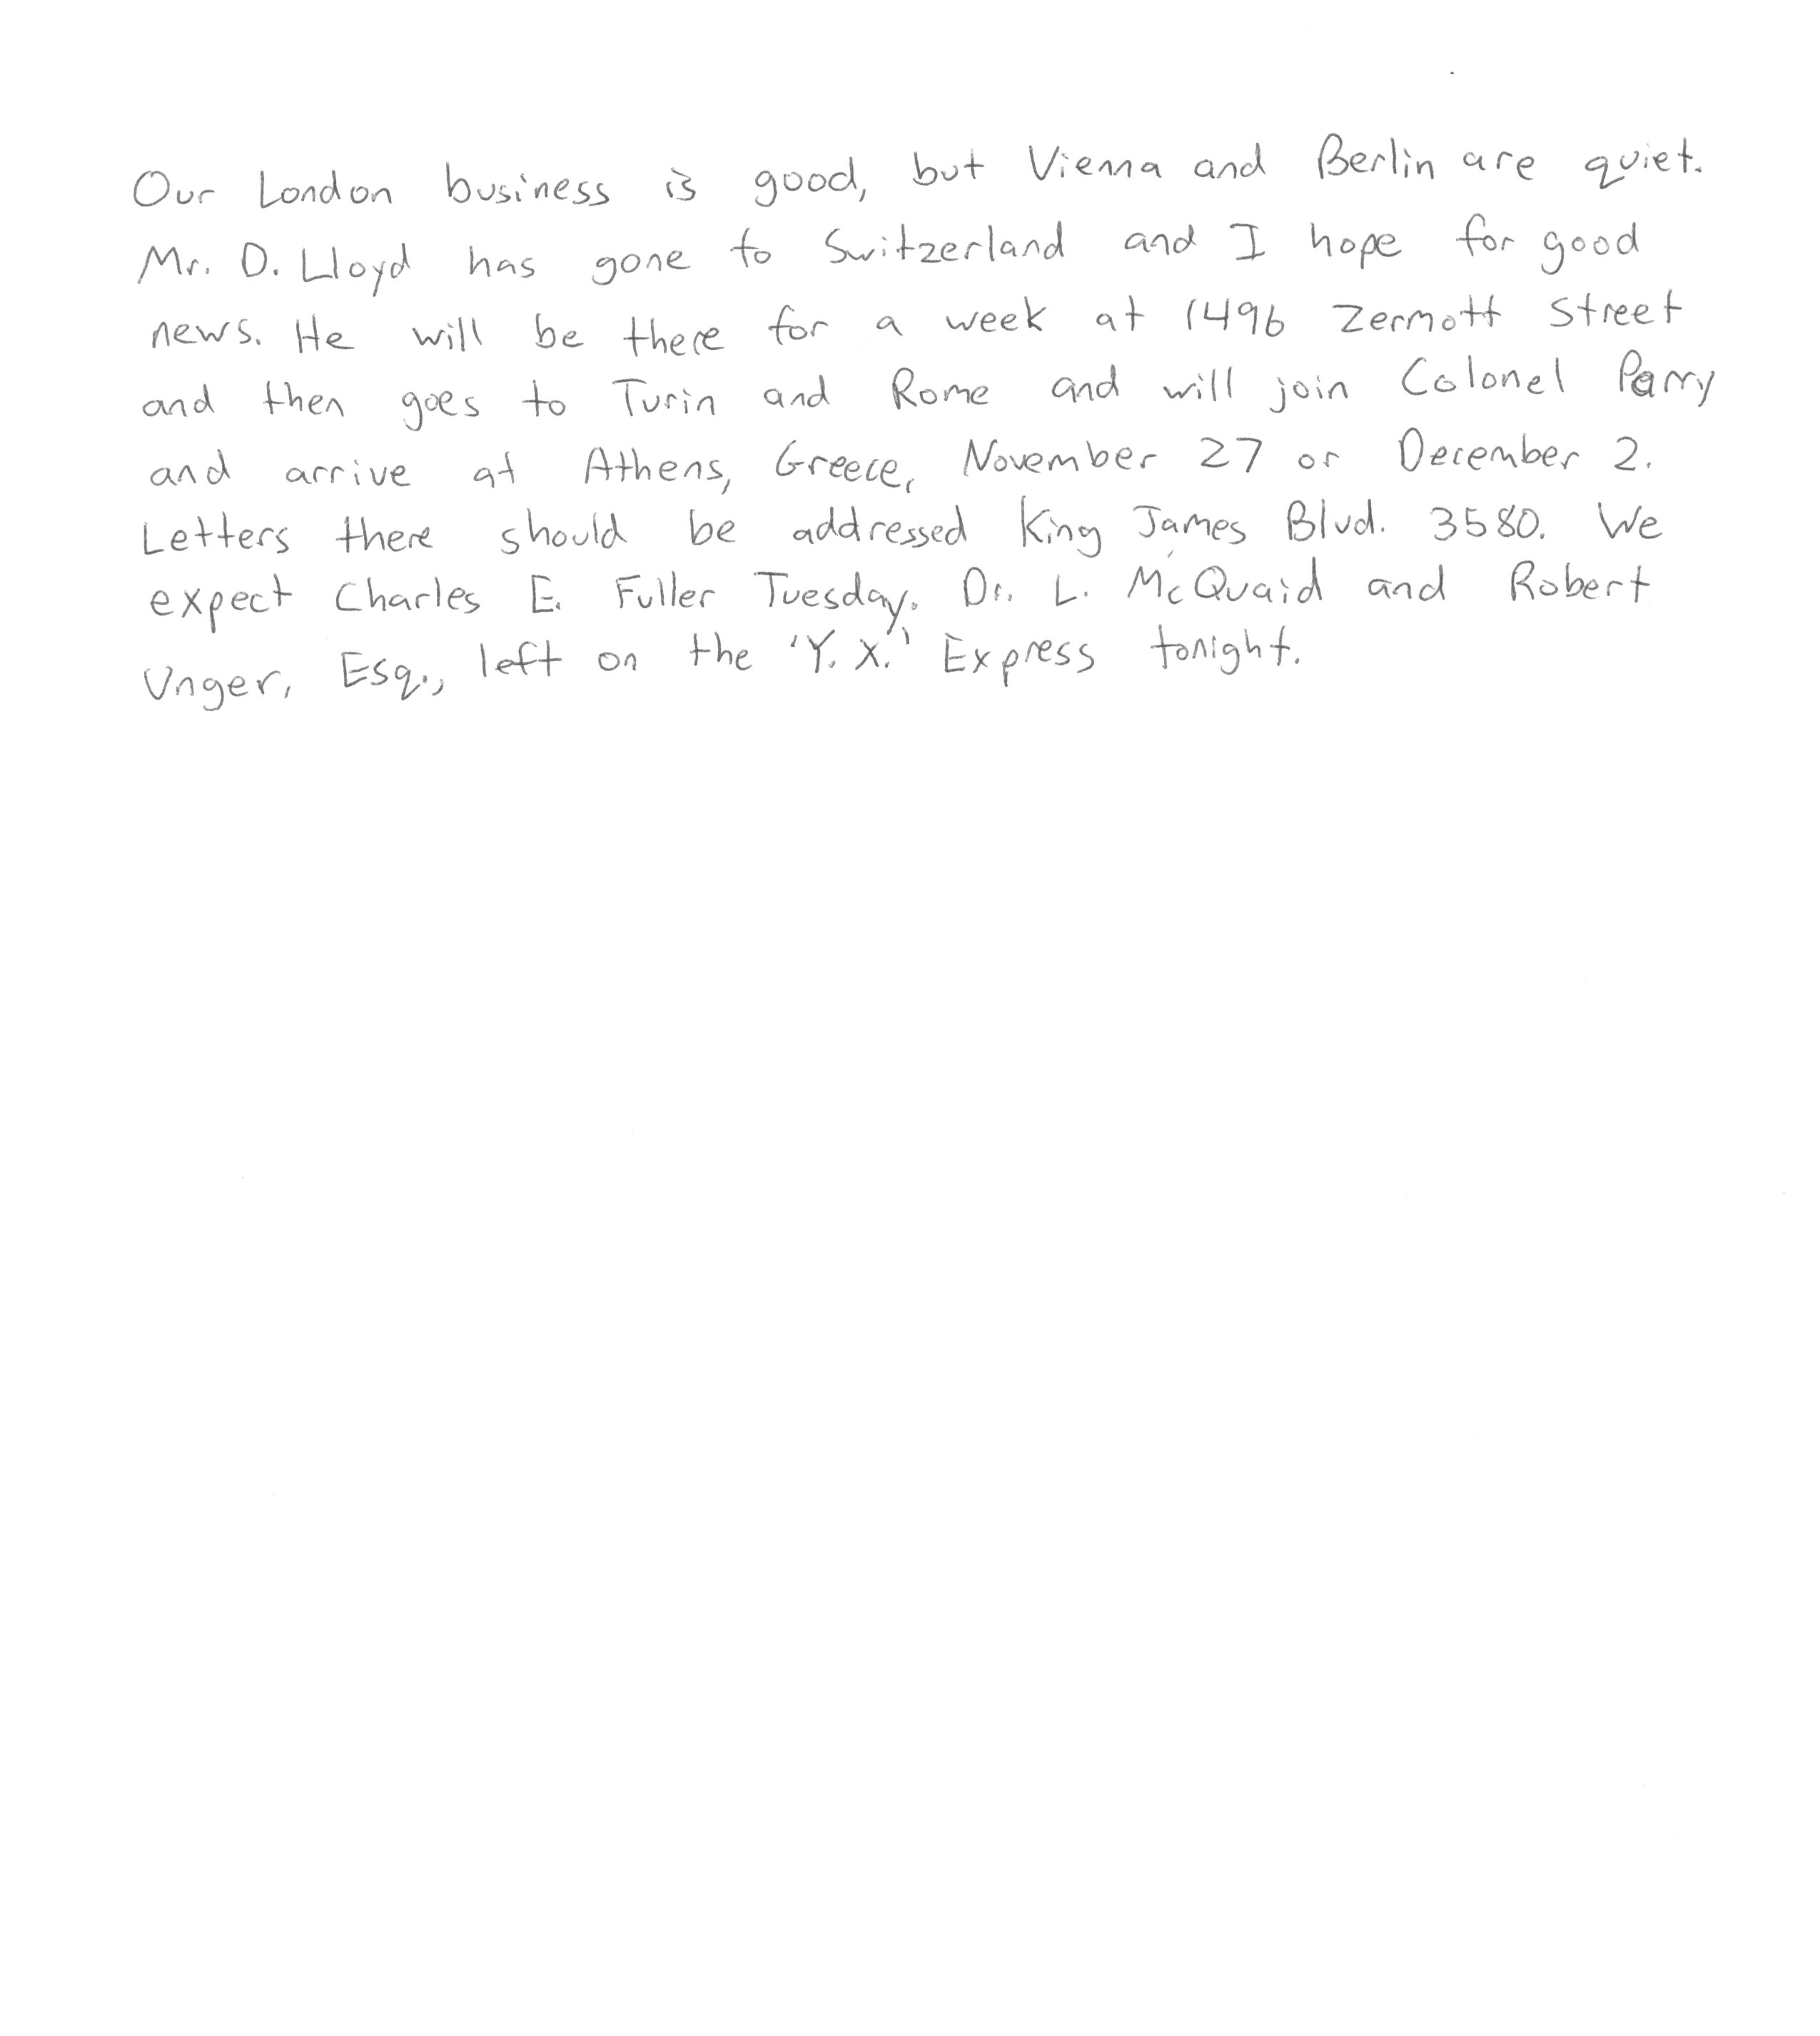 Our London business is good, but Vienna and Berlin are quiet.
Mr. D. Lloyd has gone to Switzerland and I hope for good
news. He will be there for a week at 1496 Zermott Street
and then goes to Turin and Rome and will join Colonel Parry
and arrive at Athens, Greece, November 27 or December 2.
Letters there should be addressed King James Blvd. 3580. We
expect Charles E. Fuller Tuesday. Dr. L. McQuaid and Robert
Unger, Esq., left on the 'Y. X.' Express tonight.